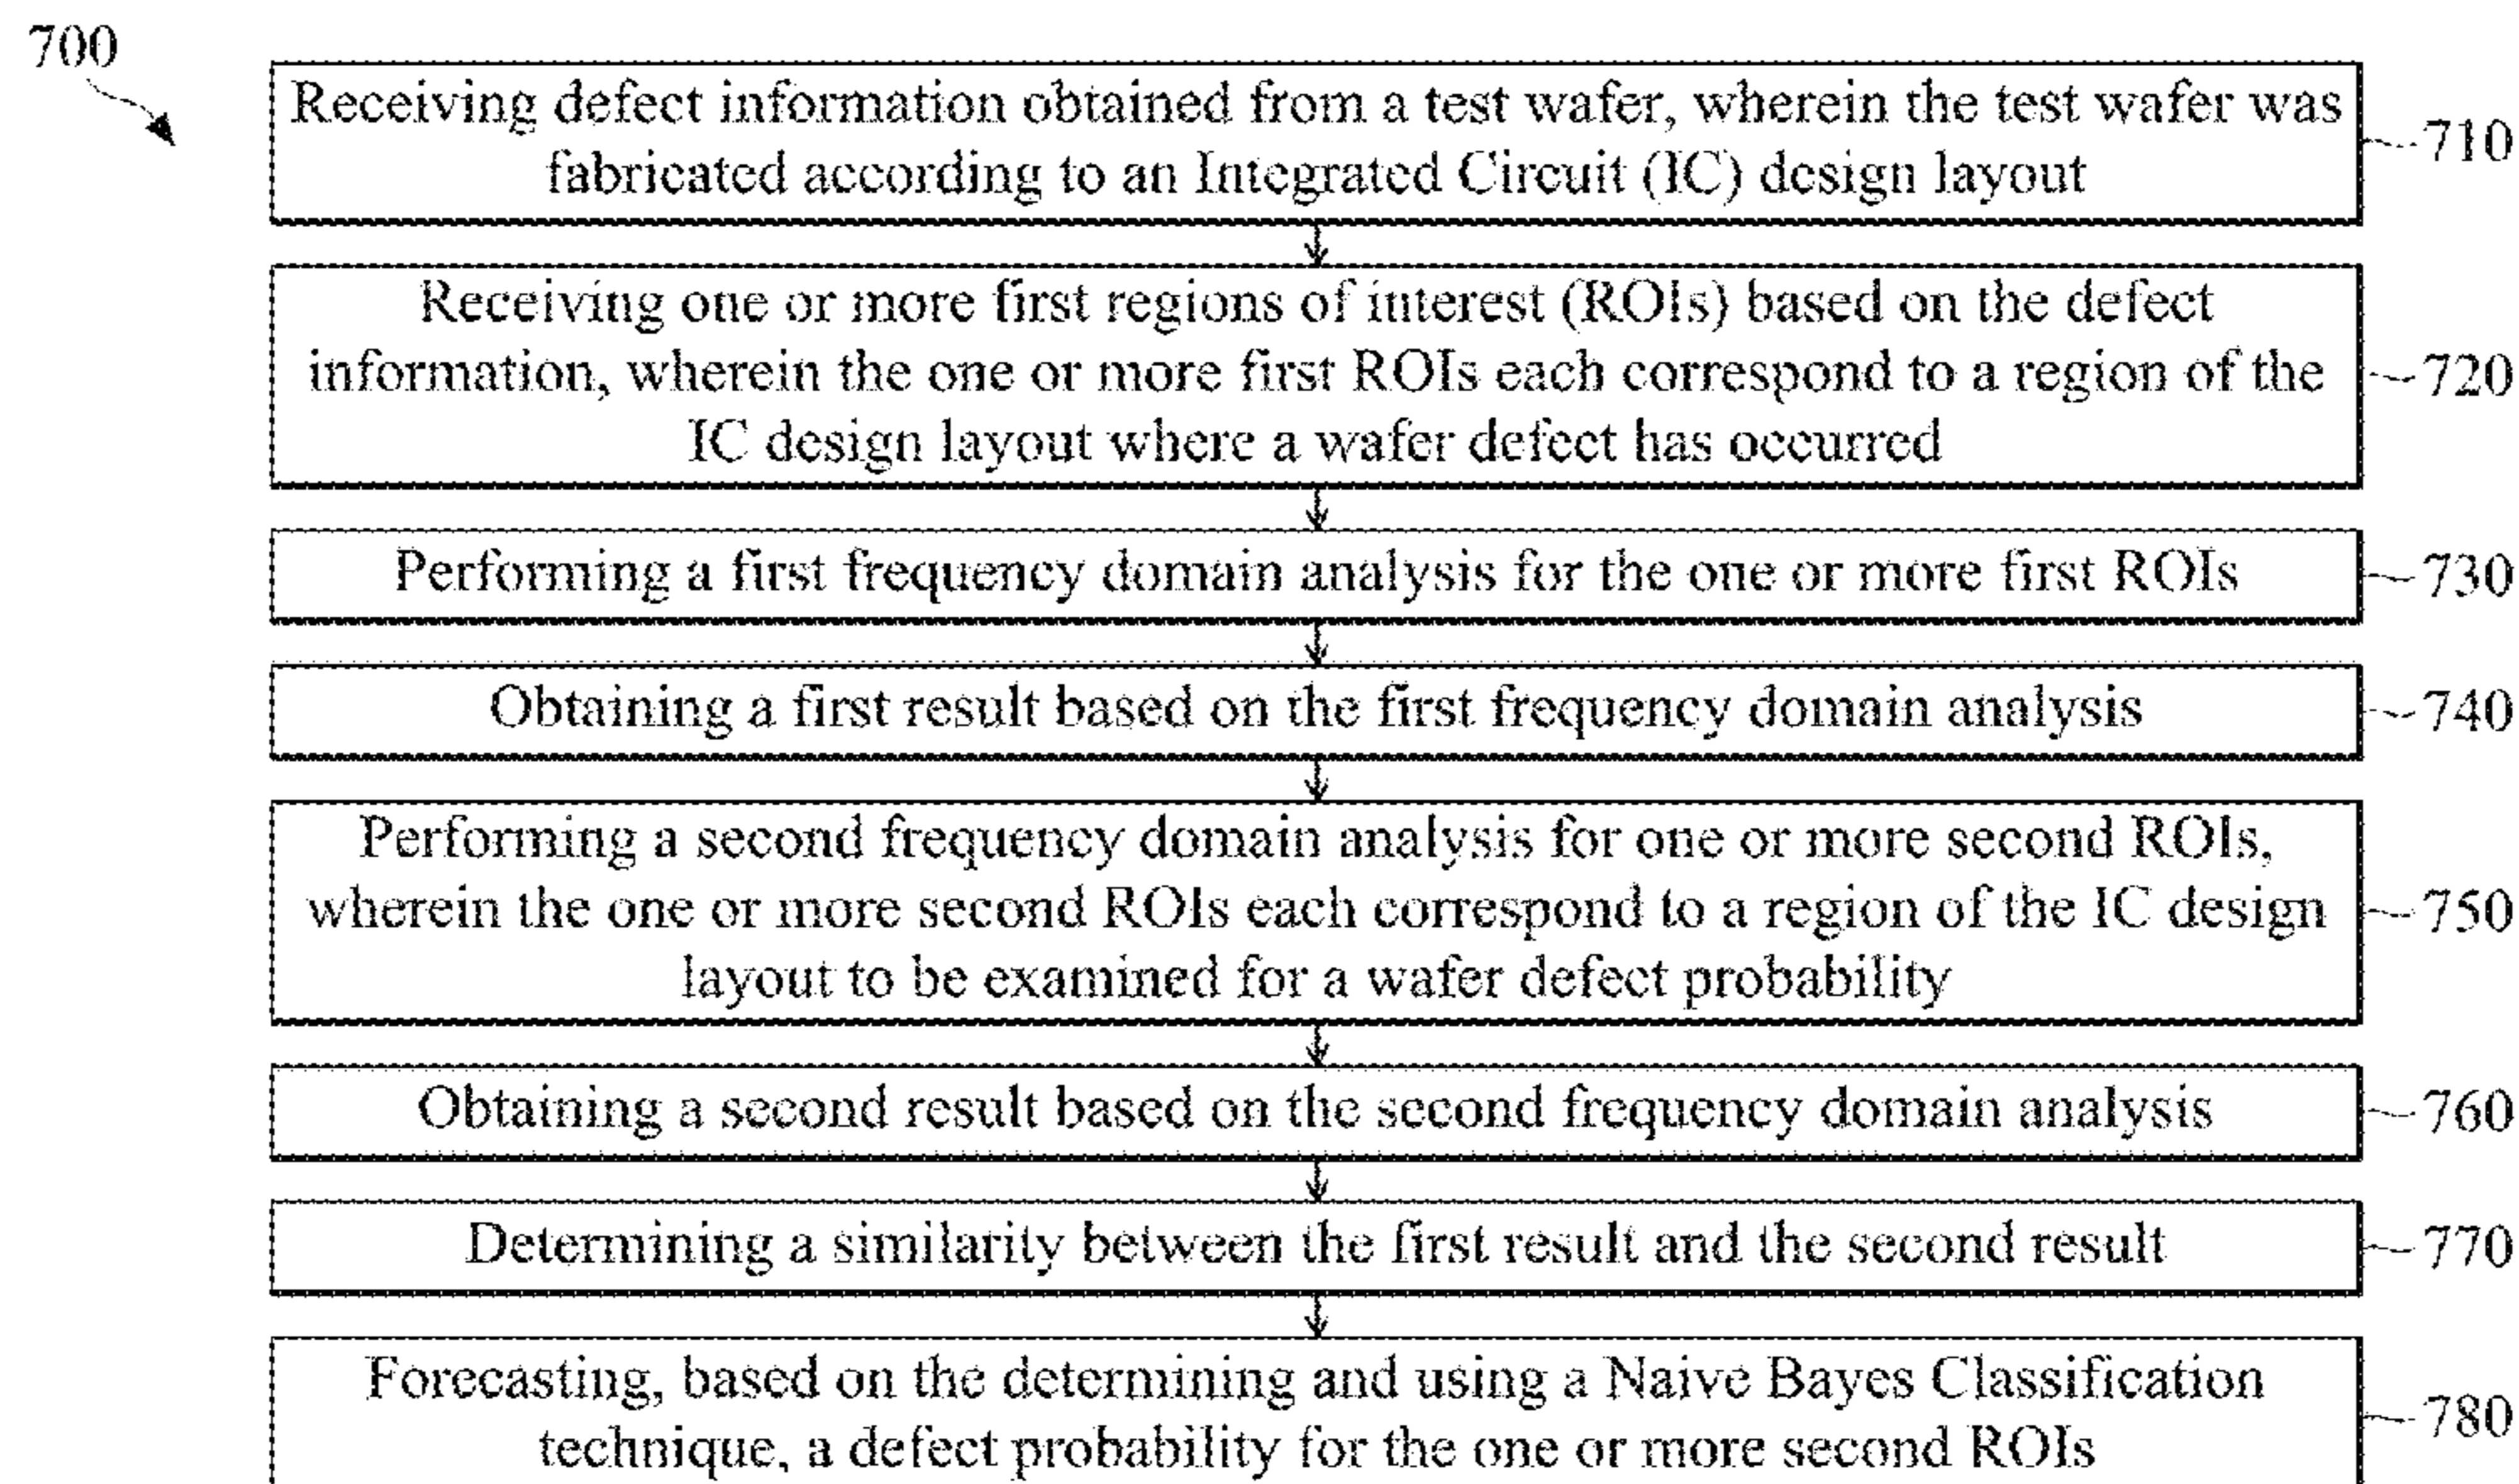 700
Receiving defect information obtained from a test wafer, wherein the test wafer was
fabricated according to an Integrated Circuit (IC) design layout
710
Receiving one or more first regions of interest (ROIs) based on the defect
information, wherein the one or more first ROIs each correspond to a region of the
IC design layout where a wafer defect has occurred
720
Performing a first frequency domain analysis for the one or more first ROIs
730
Obtaining a first result based on the first frequency domain analysis
740
Performing a second frequency domain analysis for one or more second ROIs,
wherein the one or more second ROIs each correspond to a region of the IC design
layout to be examined for a wafer defect probability
750
Obtaining a second result based on the second frequency domain analysis
760
Determining a similarity between the first result and the second result
770
Forecasting, based on the determining and using a Naive Bayes Classification
technique, a defect probability for the one or more second ROIs
780